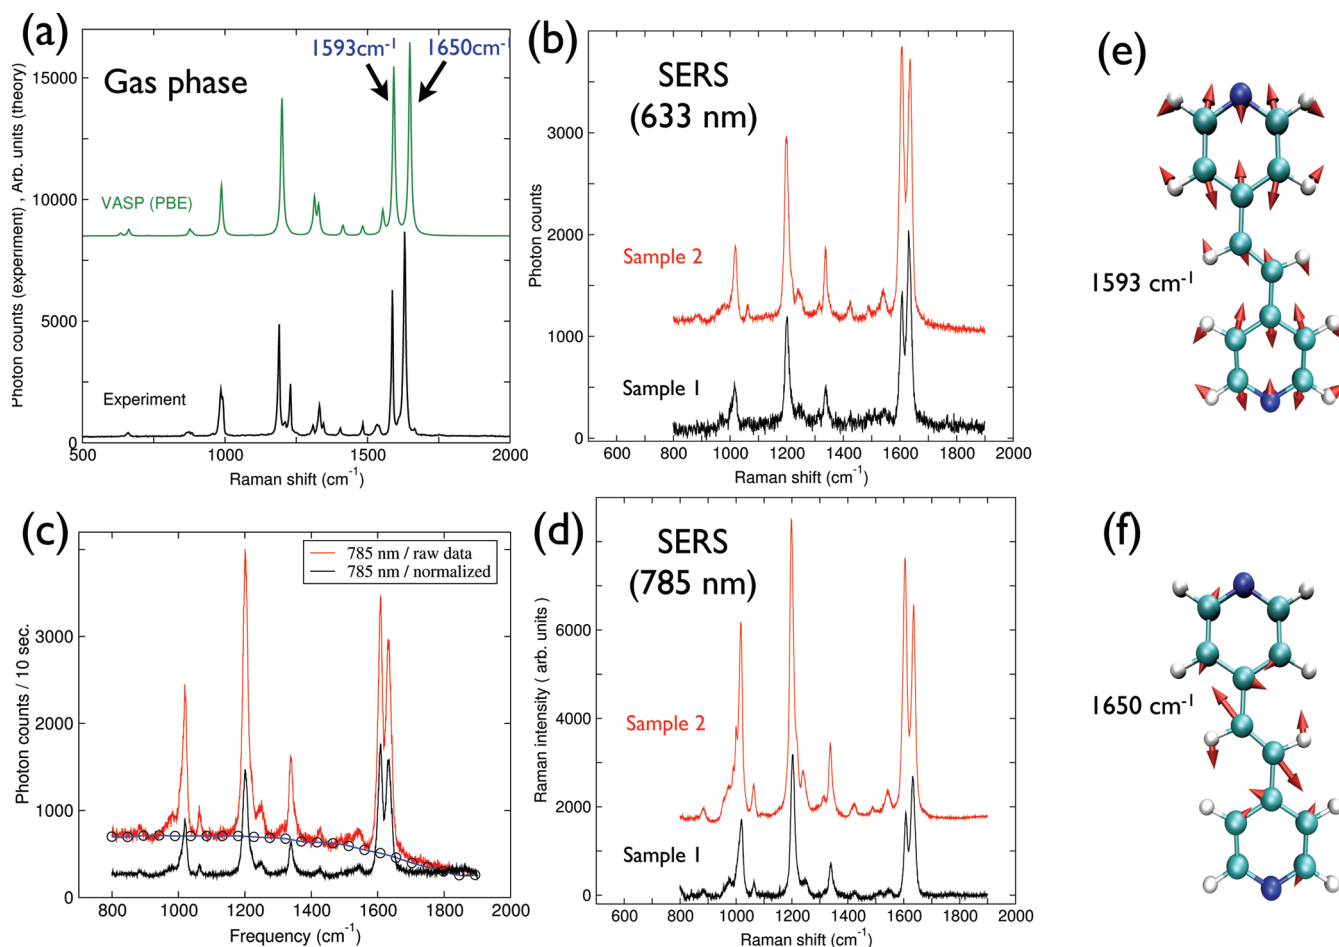 (a)
1593cm-1
1650cm-1
Gas phase
VASP (PBE)
Experiment
Photon counts (experiment) , Arb. units (theory)
15000
10000
5000
0
500
1000
1500
2000
Raman shift (cm-1)
(b)
SERS
(633 nm)
Sample 2
Sample 1
Photon counts
3000
2000
1000
0
600
800
1000
1200
1400
1600
1800
2000
Raman shift (cm-1)
(e)
1593 cm-1
(c)
785 nm / raw data
785 nm / normalized
Photon counts / 10 sec.
3000
2000
1000
0
800
1000
1200
1400
1600
1800
2000
Frequency (cm-1)
(d)
SERS
(785 nm)
Sample 2
Sample 1
Raman intensity ( arb. units)
6000
4000
2000
0
600
800
1000
1200
1400
1600
1800
2000
Raman shift (cm-1)
(f)
1650 cm-1